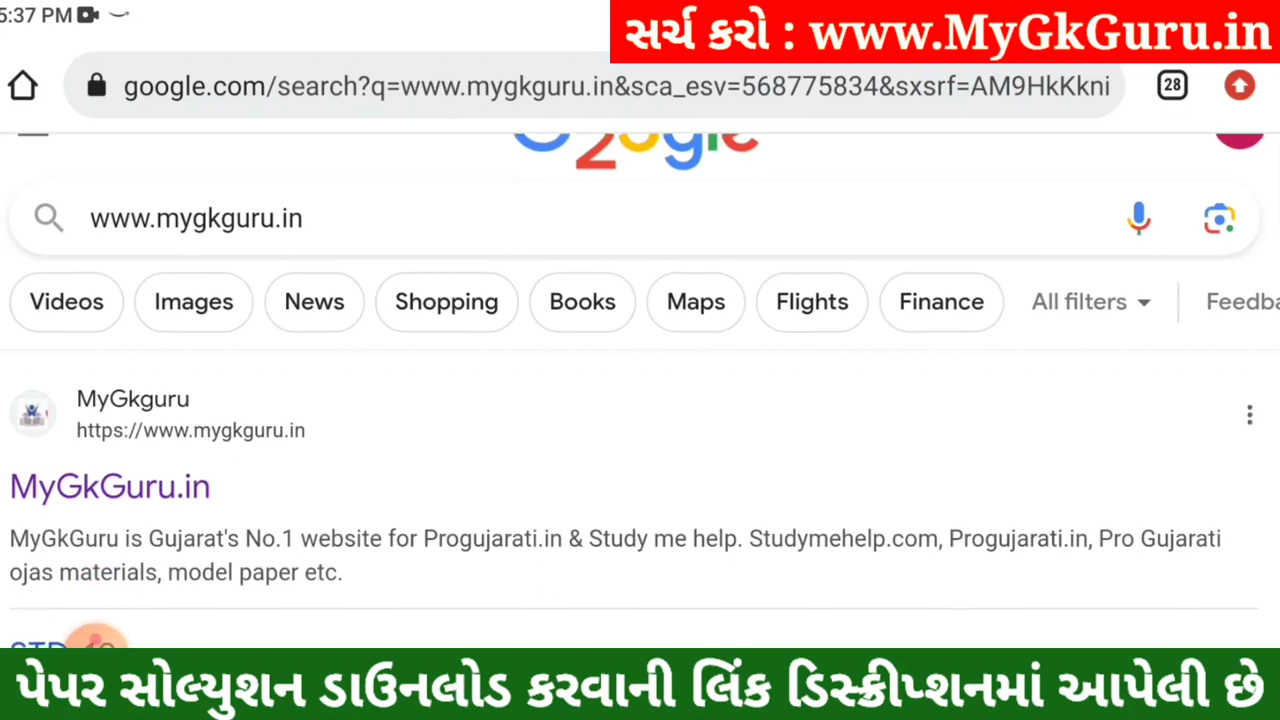 5:37 PM
સર્ચ કરો : www.MyGkGuru.in
google.com/search?q=www.mygkguru.in&sca_esv=568775834&sxsrf=AM9HkKkni
28
Google
www.mygkguru.in
Videos Images News Shopping Books Maps Flights Finance All filters Feedba
MyGkguru
https://www.mygkguru.in
MyGkGuru.in
MyGkGuru is Gujarat's No.1 website for Progujarati.in & Study me help. Studymehelp.com, Progujarati.in, Pro Gujarati
ojas materials, model paper etc.
STD
પેપર સોલ્યુશન ડાઉનલોડ કરવાની લિંક ડિસ્ક્રીપ્શનમાં આપેલી છે